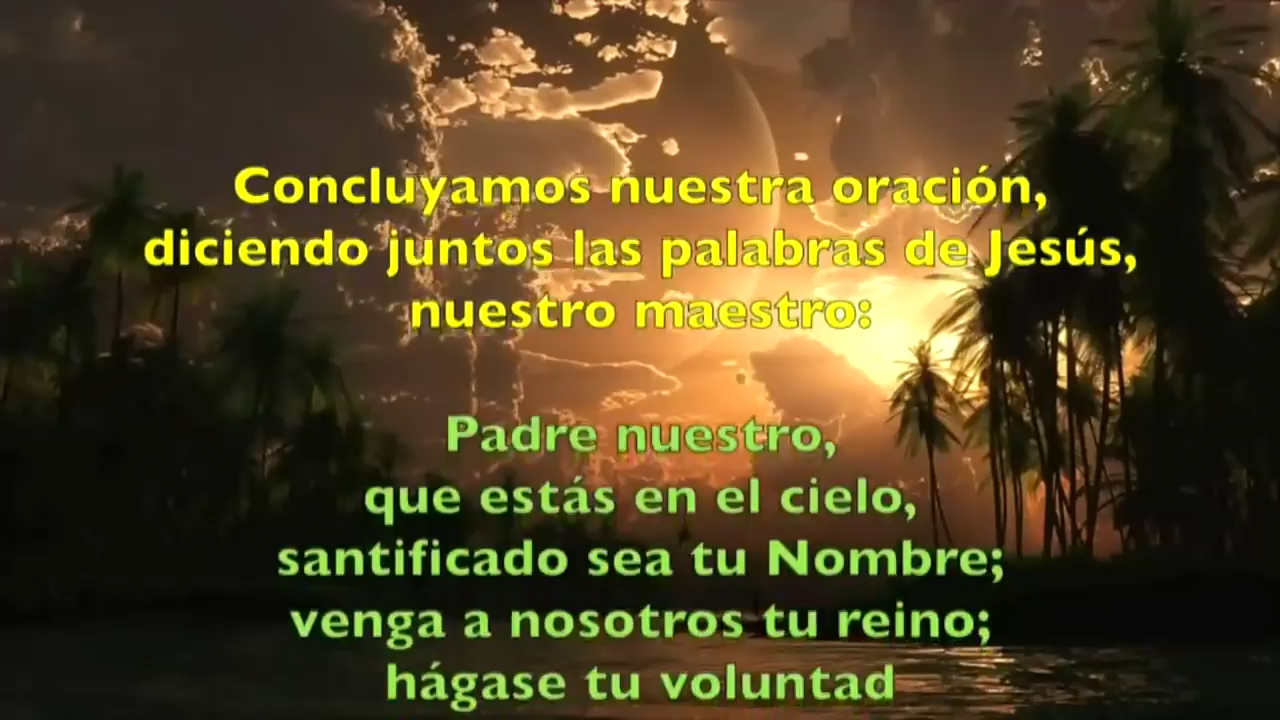 Concluyamos nuestra oración,
diciendo juntos las palabras de Jesús,
nuestro maestro:
Padre nuestro,
que estás en el cielo,
santificado sea tu Nombre;
venga a nosotros tu reino;
hágase tu voluntad